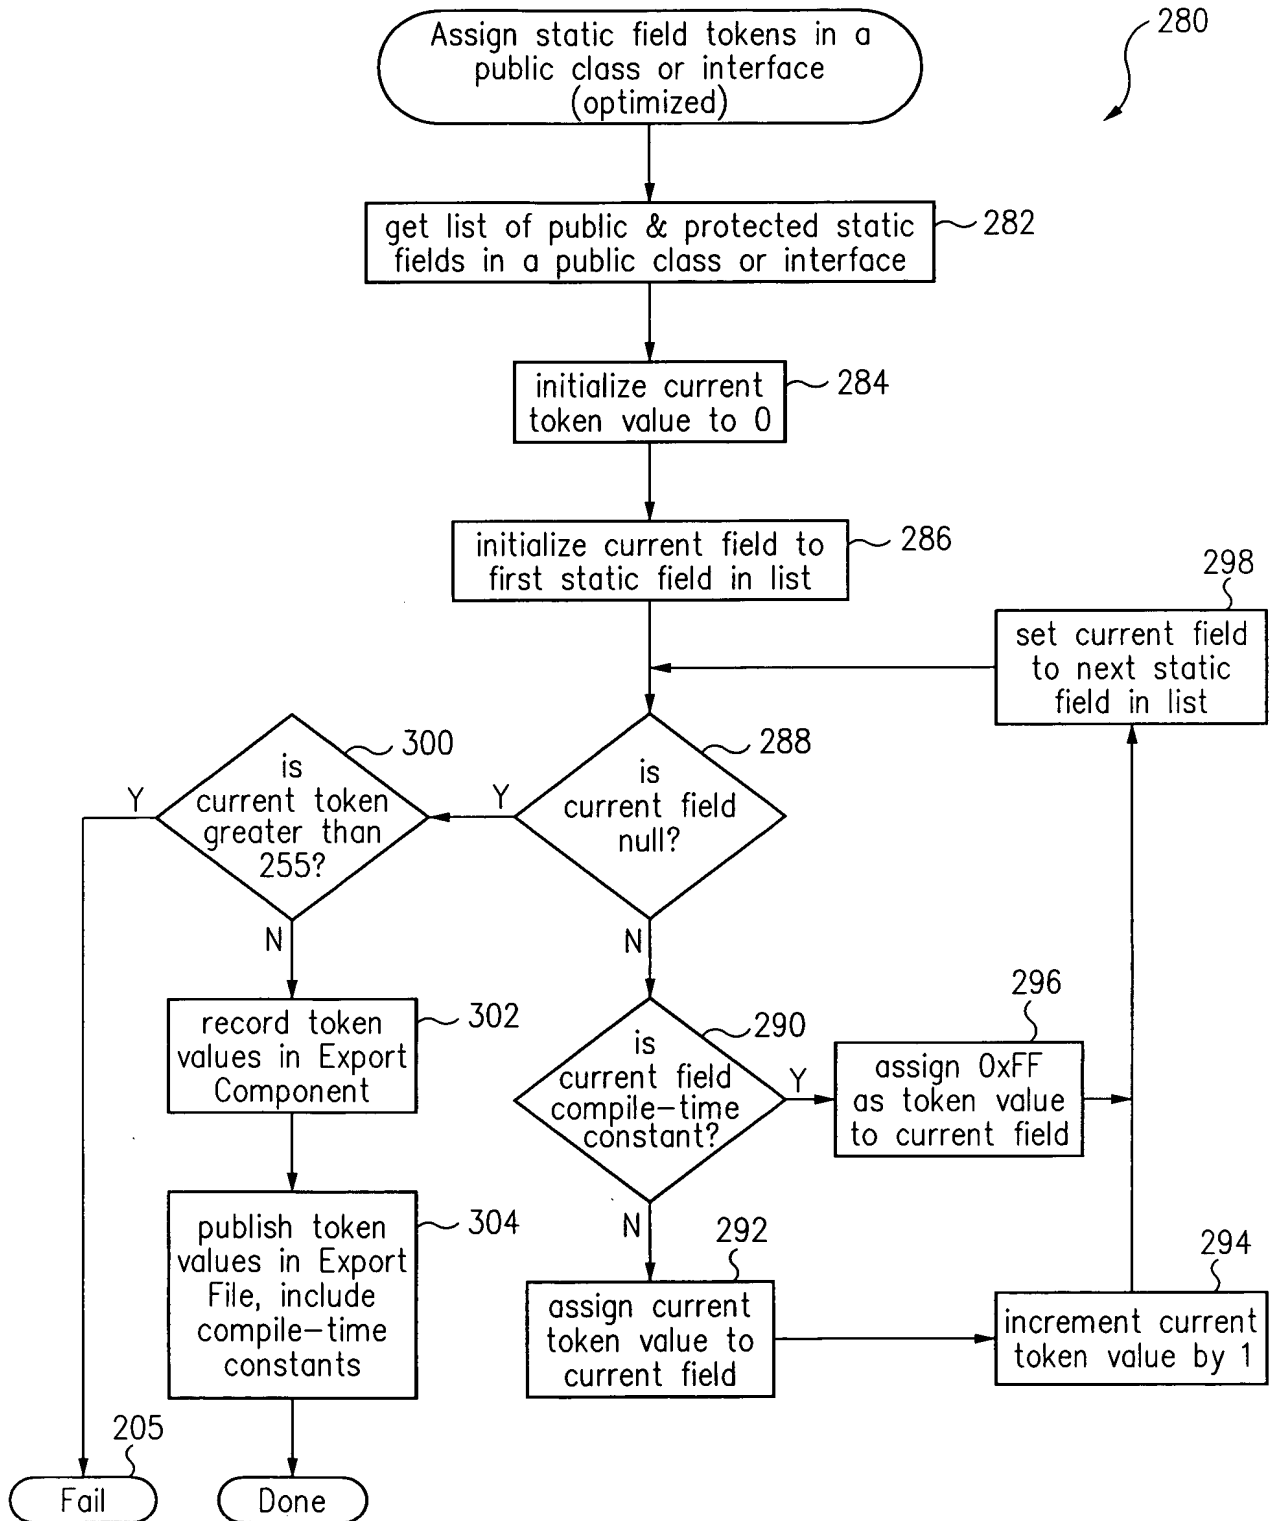 Assign static field tokens in a
public class or interface
(optimized)
280
get list of public & protected static
fields in a public class or interface
282
initialize current
token value to 0
284
initialize current field to
first static field in list
286
298
set current field
to next static
field in list
300
is
current token
greater than
255?
Y
N
288
is
current field
null?
Y
N
302
record token
values in Export
Component
290
is
current field
compile-time
constant?
Y
N
296
assign 0xFF
as token value
to current field
304
publish token
values in Export
File, include
compile-time
constants
292
assign current
token value to
current field
294
increment current
token value by 1
205
Fail
Done